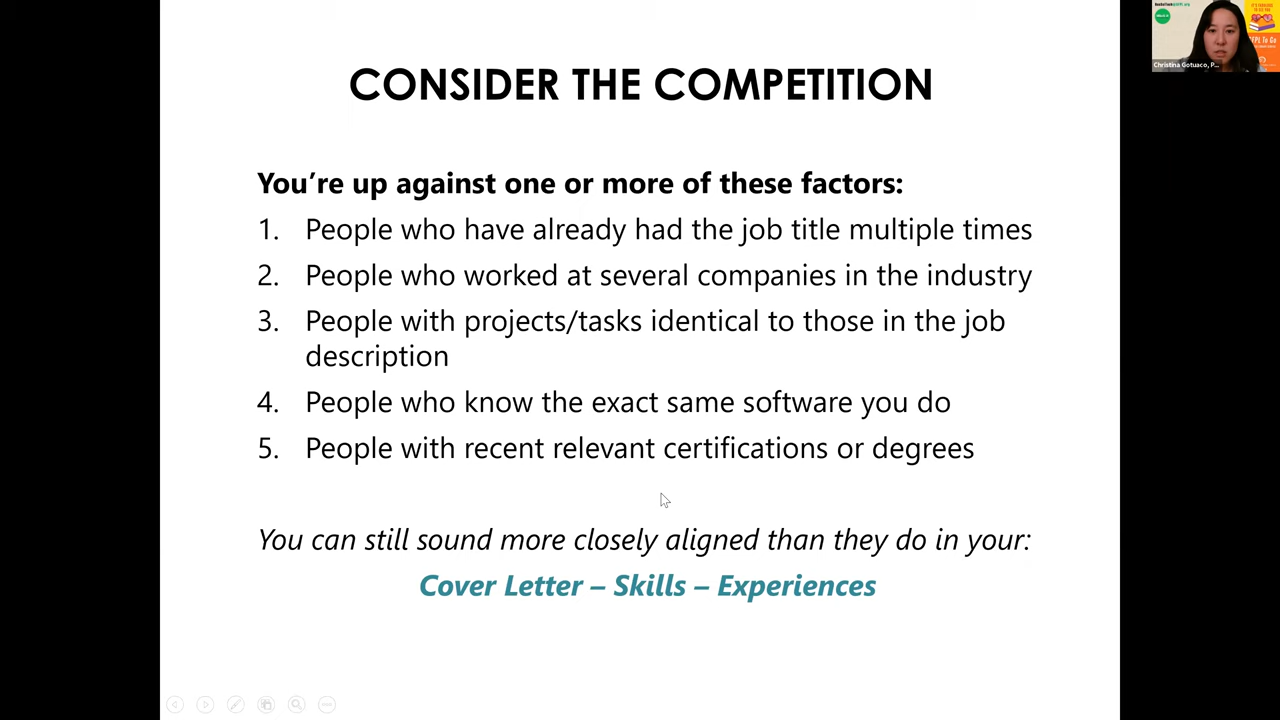 CONSIDER THE COMPETITION
You're up against one or more of these factors:
1. People who have already had the job title multiple times
2. People who worked at several companies in the industry
3. People with projects/tasks identical to those in the job
description
4. People who know the exact same software you do
5. People with recent relevant certifications or degrees
You can still sound more closely aligned than they do in your:
Cover Letter – Skills – Experiences
Christina Gotuaco, P...